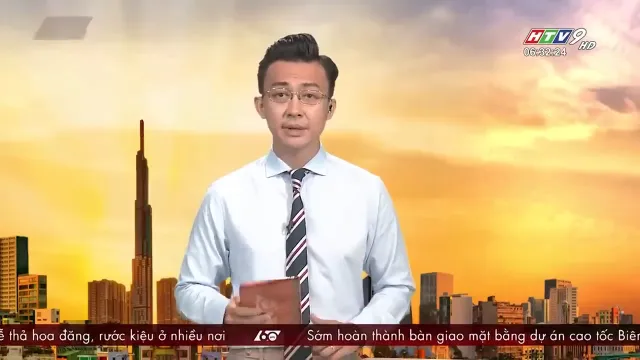 HTV9 HD
06:32:24
ễ thả hoa đăng, rước kiệu ở nhiều nơi 60 Sớm hoàn thành bàn giao mặt bằng dự án cao tốc Biê